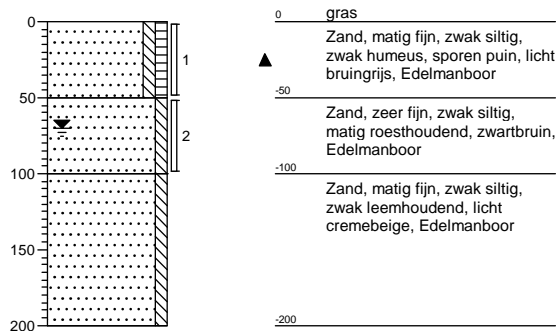 0
50
100
150
200
1
2
0 gras
Zand, matig fijn, zwak siltig,
zwak humeus, sporen puin, licht
bruingrijs, Edelmanboor
-50
Zand, zeer fijn, zwak siltig,
matig roesthoudend, zwartbruin,
Edelmanboor
-100
Zand, matig fijn, zwak siltig,
zwak leemhoudend, licht
cremebeige, Edelmanboor
-200